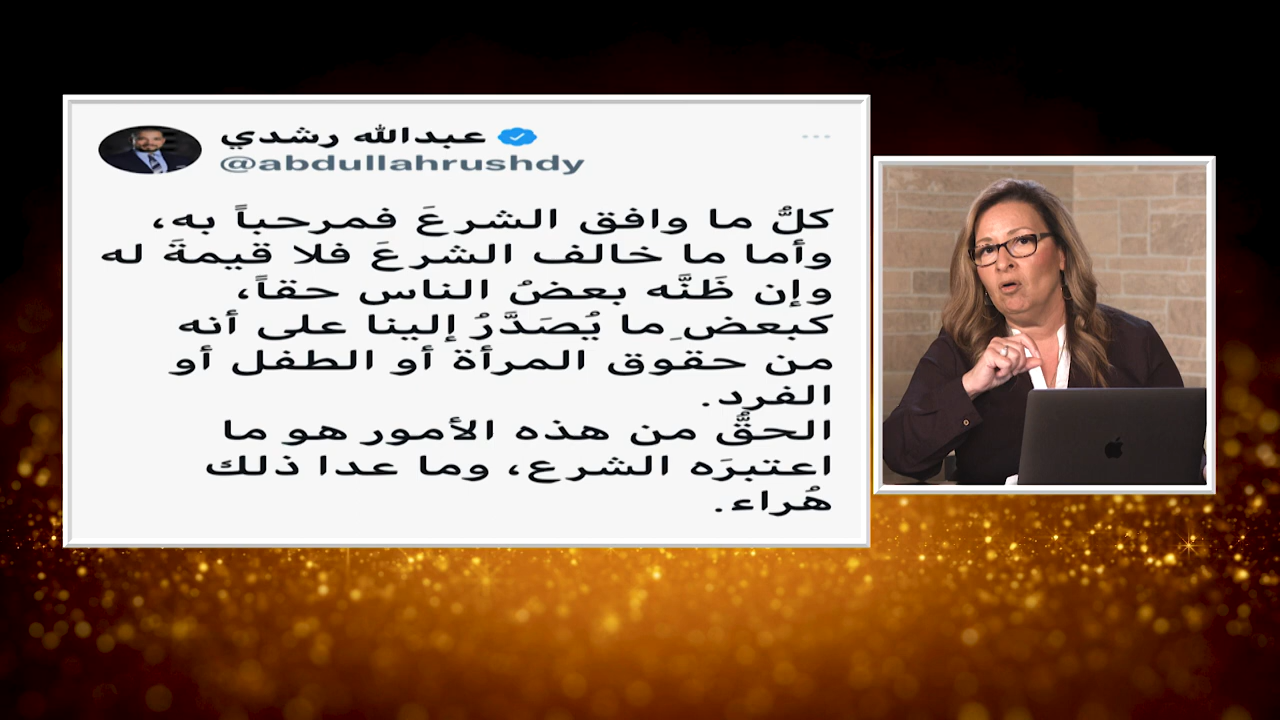 عبدالله رشدي
@abdullahrushdy
كلُّ ما وافق الشرعَ فمرحباً به،
وأما ما خالف الشرعَ فلا قيمةَ له
وإن ظَنَّه بعضُ الناس حقاً،
كبعضِ ما يُصَدَّرُ إلينا على أنه
من حقوق المرأة أو الطفل أو
الفرد.
الحقُّ من هذه الأمور هو ما
اعتبرَه الشرع، وما عدا ذلك
هُراء.